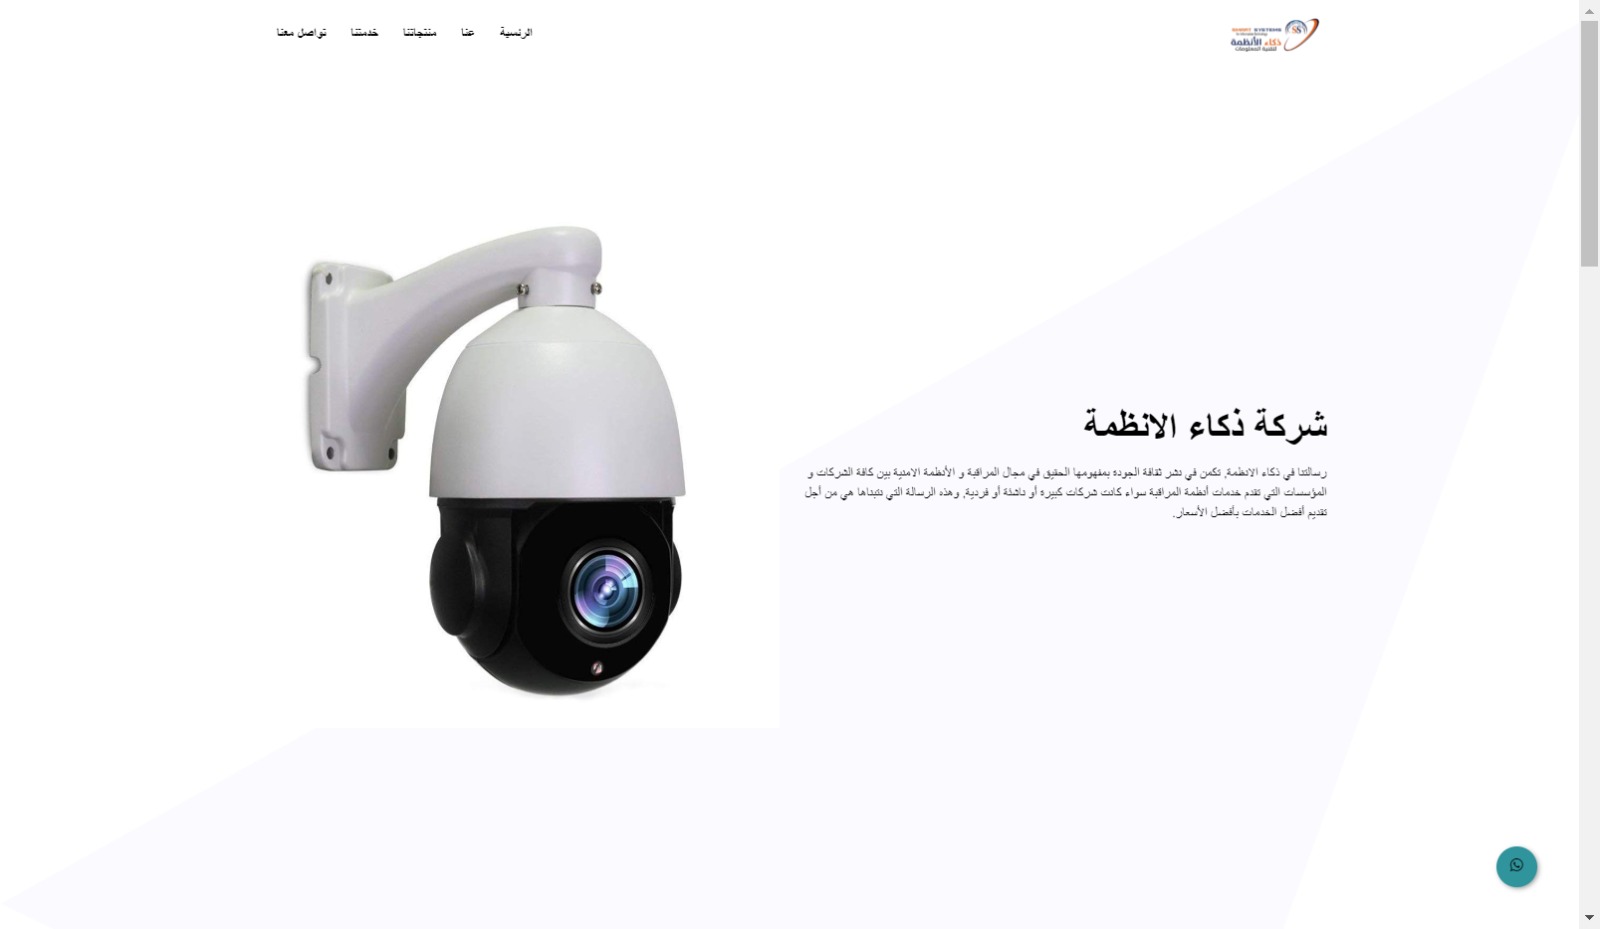 SMART SYSTEMS
ذكاء الأنظمة
لتقنية المعلومات
الرئسية
عنا
منتجاتنا
خدمتنا
تواصل معنا
شركة ذكاء الانظمة
رسالتنا في ذكاء الانظمة, تكمن في نشر ثقافة الجودة بمفهومها الحقيق في مجال المراقبة و الأنظمة الامنية بين كافة الشركات و
المؤسسات التي تقدم خدمات أنظمة المراقبة سواء كانت شركات كبيرة أو ناشئة أو فردية, وهذه الرسالة التي نتبناها هي من أجل
تقديم أفضل الخدمات بأفضل الأسعار.